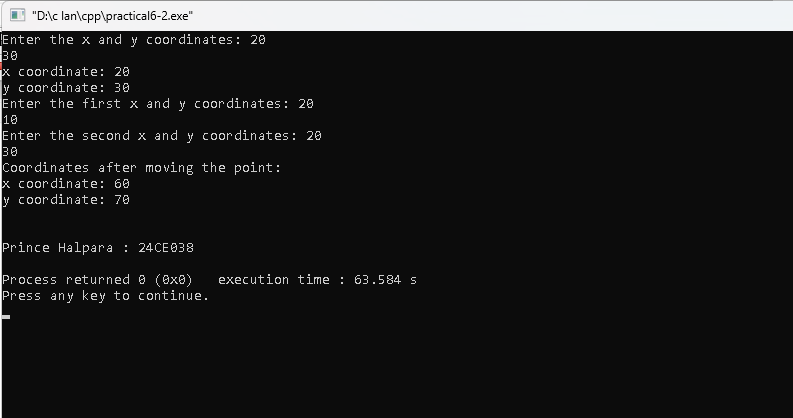 "D:\c lan\cpp\practical6-2.exe"
Enter the x and y coordinates: 20
30
x coordinate: 20
y coordinate: 30
Enter the first x and y coordinates: 20
10
Enter the second x and y coordinates: 20
30
Coordinates after moving the point:
x coordinate: 60
y coordinate: 70
Prince Halpara : 24CE038
Process returned 0 (0x0)   execution time : 63.584 s
Press any key to continue.